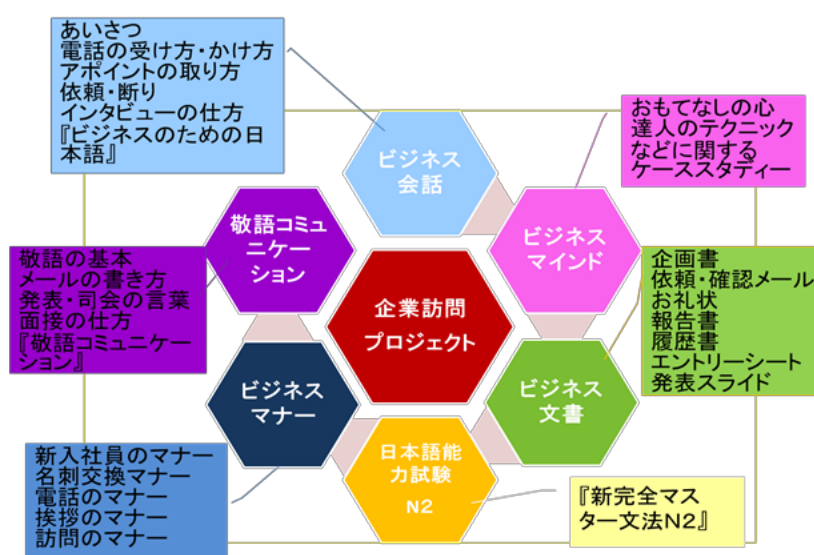 あいさつ
電話の受け方・かけ方
アポイントの取り方
依頼・断り
インタビューの仕方
『ビジネスのための日
本語』
おもてなしの心
達人のテクニック
などに関する
ケーススタディー
ビジネス
会話
敬語コミュ
ニケー
ション
ビジネス
マインド
敬語の基本
メールの書き方
発表・司会の言葉
面接の仕方
『敬語コミュニケー
ション』
企業訪問
プロジェクト
企画書
依頼・確認メール
お礼状
報告書
履歴書
エントリーシート
発表スライド
ビジネス
マナー
ビジネス
文書
新入社員のマナー
名刺交換マナー
電話のマナー
挨拶のマナー
訪問のマナー
日本語能
力試験
N2
『新完全マス
ター文法N2』